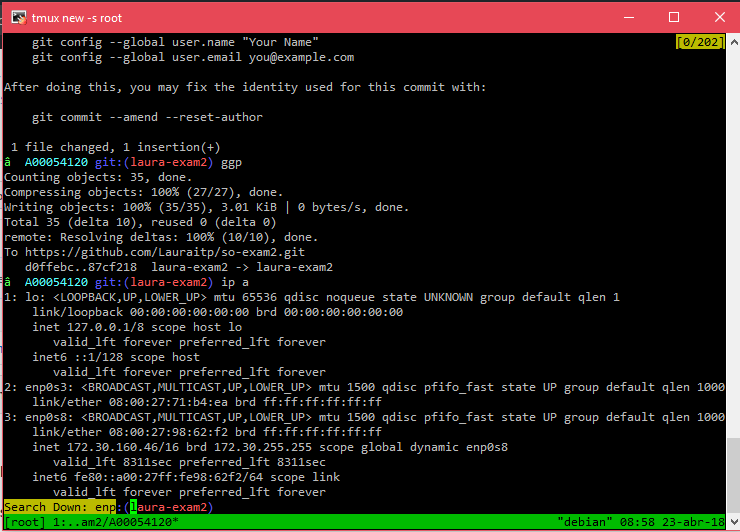 tmux new -s root
    git config --global user.name "Your Name"                [0/202]
    git config --global user.email you@example.com
After doing this, you may fix the identity used for this commit with:
    git commit --amend --reset-author
 1 file changed, 1 insertion(+)
â  A00054120 git:(laura-exam2) ggp
Counting objects: 35, done.
Compressing objects: 100% (27/27), done.
Writing objects: 100% (35/35), 3.01 KiB | 0 bytes/s, done.
Total 35 (delta 10), reused 0 (delta 0)
remote: Resolving deltas: 100% (10/10), done.
To https://github.com/Lauraitp/so-exam2.git
   d0ffebc..87cf218  laura-exam2 -> laura-exam2
â  A00054120 git:(laura-exam2) ip a
1: lo: <LOOPBACK,UP,LOWER_UP> mtu 65536 qdisc noqueue state UNKNOWN group default qlen 1
    link/loopback 00:00:00:00:00:00 brd 00:00:00:00:00:00
    inet 127.0.0.1/8 scope host lo
       valid_lft forever preferred_lft forever
    inet6 ::1/128 scope host
       valid_lft forever preferred_lft forever
2: enp0s3: <BROADCAST,MULTICAST,UP,LOWER_UP> mtu 1500 qdisc pfifo_fast state UP group default qlen 1000
    link/ether 08:00:27:71:b4:ea brd ff:ff:ff:ff:ff:ff
3: enp0s8: <BROADCAST,MULTICAST,UP,LOWER_UP> mtu 1500 qdisc pfifo_fast state UP group default qlen 1000
    link/ether 08:00:27:98:62:f2 brd ff:ff:ff:ff:ff:ff
    inet 172.30.160.46/16 brd 172.30.255.255 scope global dynamic enp0s8
       valid_lft 8311sec preferred_lft 8311sec
    inet6 fe80::a00:27ff:fe98:62f2/64 scope link
       valid_lft forever preferred_lft forever
Search Down: enp:(laura-exam2)
[root] 1:..am2/A00054120*                "debian" 08:58 23-abr-18